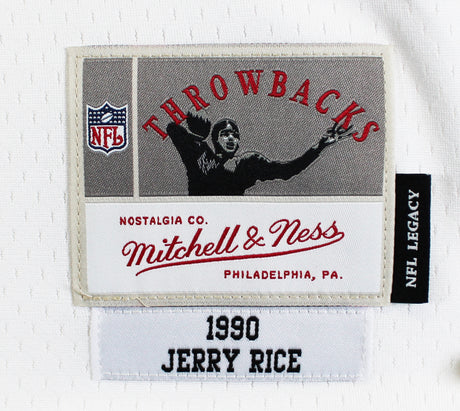 THROWBACKS
NFL
NOSTALGIA CO.
Mitchell & Ness
PHILADELPHIA, PA.
NFL LEGACY
1990
JERRY RICE